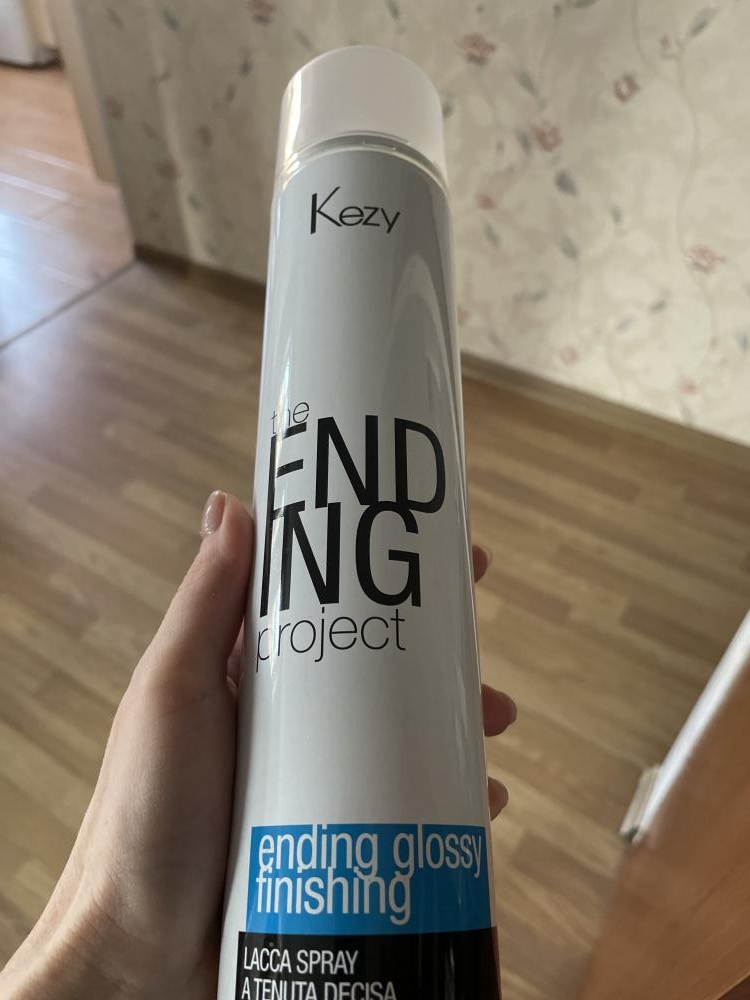 Kezy
the
END
ING
project
ending glossy
finishing
LACCA SPRAY
A TENUTA DECISA